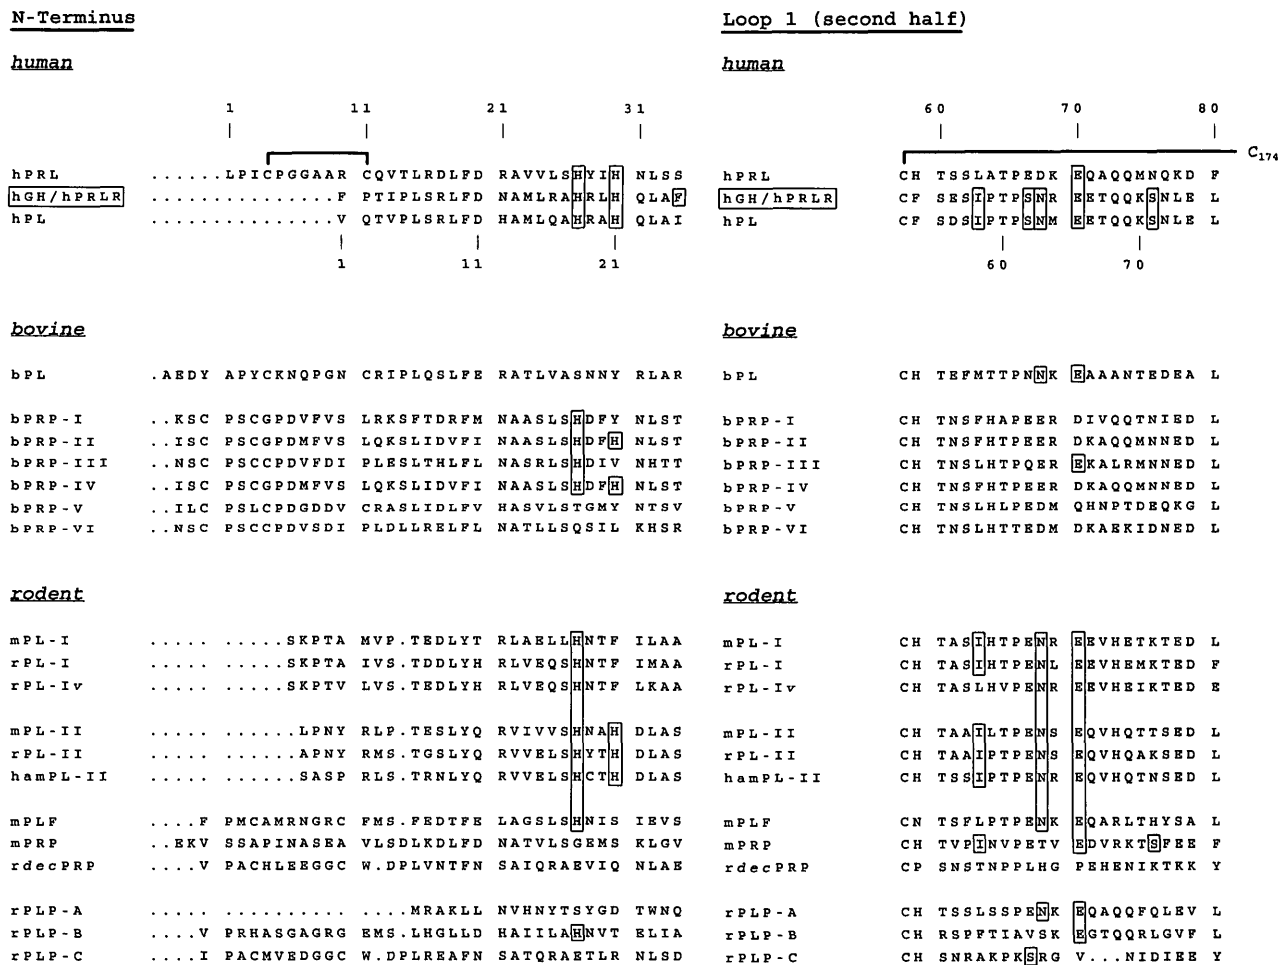 N-Terminus
human
1 11 21 31
hPRL ......LPICPGGAAR CQVTLRDLFD RAVVLSHYIH NLSS
hGH/hPRLR ..............F PTIPLSRLFD NAMLRAHRLH QLAF
hPL ..............V QTVPLSRLFD NAMLQAHRAH QLAI
1 11 21
bovine
bPL .AEDY APYCKNQPGN CRIPLQSLFE RATLVASNNY RLAR
bPRP-I ..KSC PSCGPDVFVS LRKSFTDRFM NAASLSHDFY NLST
bPRP-II ..ISC PSCGPDMFVS LQKSLIDVFI NAASLSHDFH NLST
bPRP-III ..NSC PSCCPDVFDI PLESLTHLFL NASRLSHDIV NHTT
bPRP-IV ..ISC PSCGPDMFVS LQKSLIDVFI NAASLSHDFH NLST
bPRP-V ..ILC PSLCPDGDDV CRASLIDLFV HASVLSTGMY NTSV
bPRP-VI ..NSC PSCCPDVSDI PLDLLRELFL NATLLSQSIL KHSR
rodent
mPL-I ..... .....SKPTA MVP.TEDLYT RLAELLHNTF ILAA
rPL-I ..... .....SKPTA IVS.TDDLYH RLVEQSHNTF IMAA
rPL-Iv ..... .....SKPTV LVS.TEDLYH RLVEQSHNTF LKAA
mPL-II ..... ......LPNY RLP.TESLYQ RVIVVSHNAH DLAS
rPL-II ..... ......APNY RMS.TGSLYQ RVVELSHYTH DLAS
hamPL-II ..... ......SASP RLS.TRNLYQ RVVELSHCTH DLAS
mPLF ....F PMCAMRNGRC FMS.FEDTFE LAGSLSHNIS IEVS
mPRP ..EKV SSAPINASEA VLSDLKDLFD NATVLSGEMS KLGV
rdecPRP ....V PACHLEEGGC W.DPLVNTFN SAIQRAEVIQ NLAE
rPLP-A ..... .......... ....MRAKLL NVHNYTSYGD TWNQ
rPLP-B ....V PRHASGAGRG EMS.LHGLLD HAIILAHNVT ELIA
rPLP-C ....I PACMVEDGGC W.DPLREAFN SATQRAETLR NLSD
Loop 1 (second half)
human
60 70 80
C174
hPRL CH TSSLATPEDK EQAQQMNQKD F
hGH/hPRLR CF SESIPTPSNR EETQQKSNLE L
hPL CF SDSIPTPSNM EETQQKSNLE L
60 70
bovine
bPL CH TEFMTTPNNK EAAANTEDEA L
bPRP-I CH TNSFHAPEER DIVQQTNIED L
bPRP-II CH TNSFHTPEER DKAQQMNNED L
bPRP-III CH TNSLHTPQER EKALRMNNED L
bPRP-IV CH TNSFHTPEER DKAQQMNNED L
bPRP-V CH TNSLHLPEDM QHNPTDEQKG L
bPRP-VI CH TNSLHTTEDM DKAEKIDNED L
rodent
mPL-I CH TASIHTPENR EEVHETKTED L
rPL-I CH TASIHTPENL EEVHEMKTED F
rPL-Iv CH TASLHVPENR EEVHEIKTED E
mPL-II CH TAAILTPENS EQVHQTTSED L
rPL-II CH TAAIPTPENS EQVHQAKSED L
hamPL-II CH TSSIPTPENR EQVHQTNSED L
mPLF CN TSFLPTPENK EQARLTHYSA L
mPRP CH TVPINVPETV EDVRKTSFEE F
rdecPRP CP SNSTNPPLHG PEHENIKTKK Y
rPLP-A CH TSSLSSPENK EQAQQFQLEV L
rPLP-B CH RSPFTIAVSK EGTQQRLGVF L
rPLP-C CH SNRAKPKSRG V...NIDIEE Y